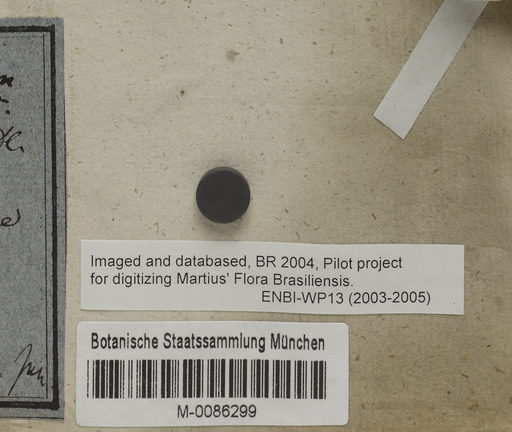 Imaged and databased, BR 2004, Pilot project
for digitizing Martius' Flora Brasiliensis.
ENBI-WP13 (2003-2005)
Botanische Staatssammlung München
M-0086299